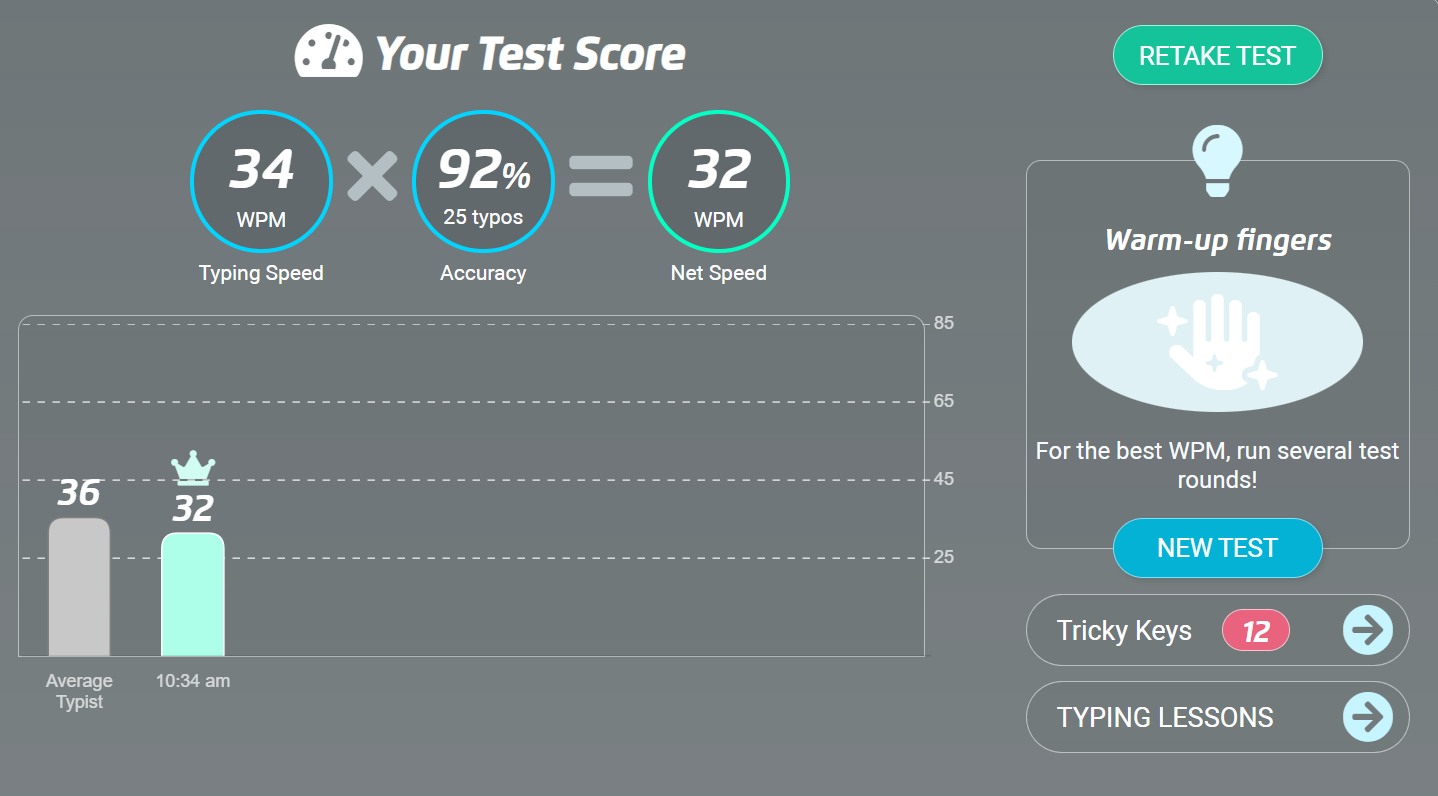 Your Test Score
34
WPM
Typing Speed
92%
25 typos
Accuracy
32
WPM
Net Speed
85
65
45
25
36
32
Average
Typist
10:34 am
RETAKE TEST
Warm-up fingers
For the best WPM, run several test
rounds!
NEW TEST
Tricky Keys 12
TYPING LESSONS